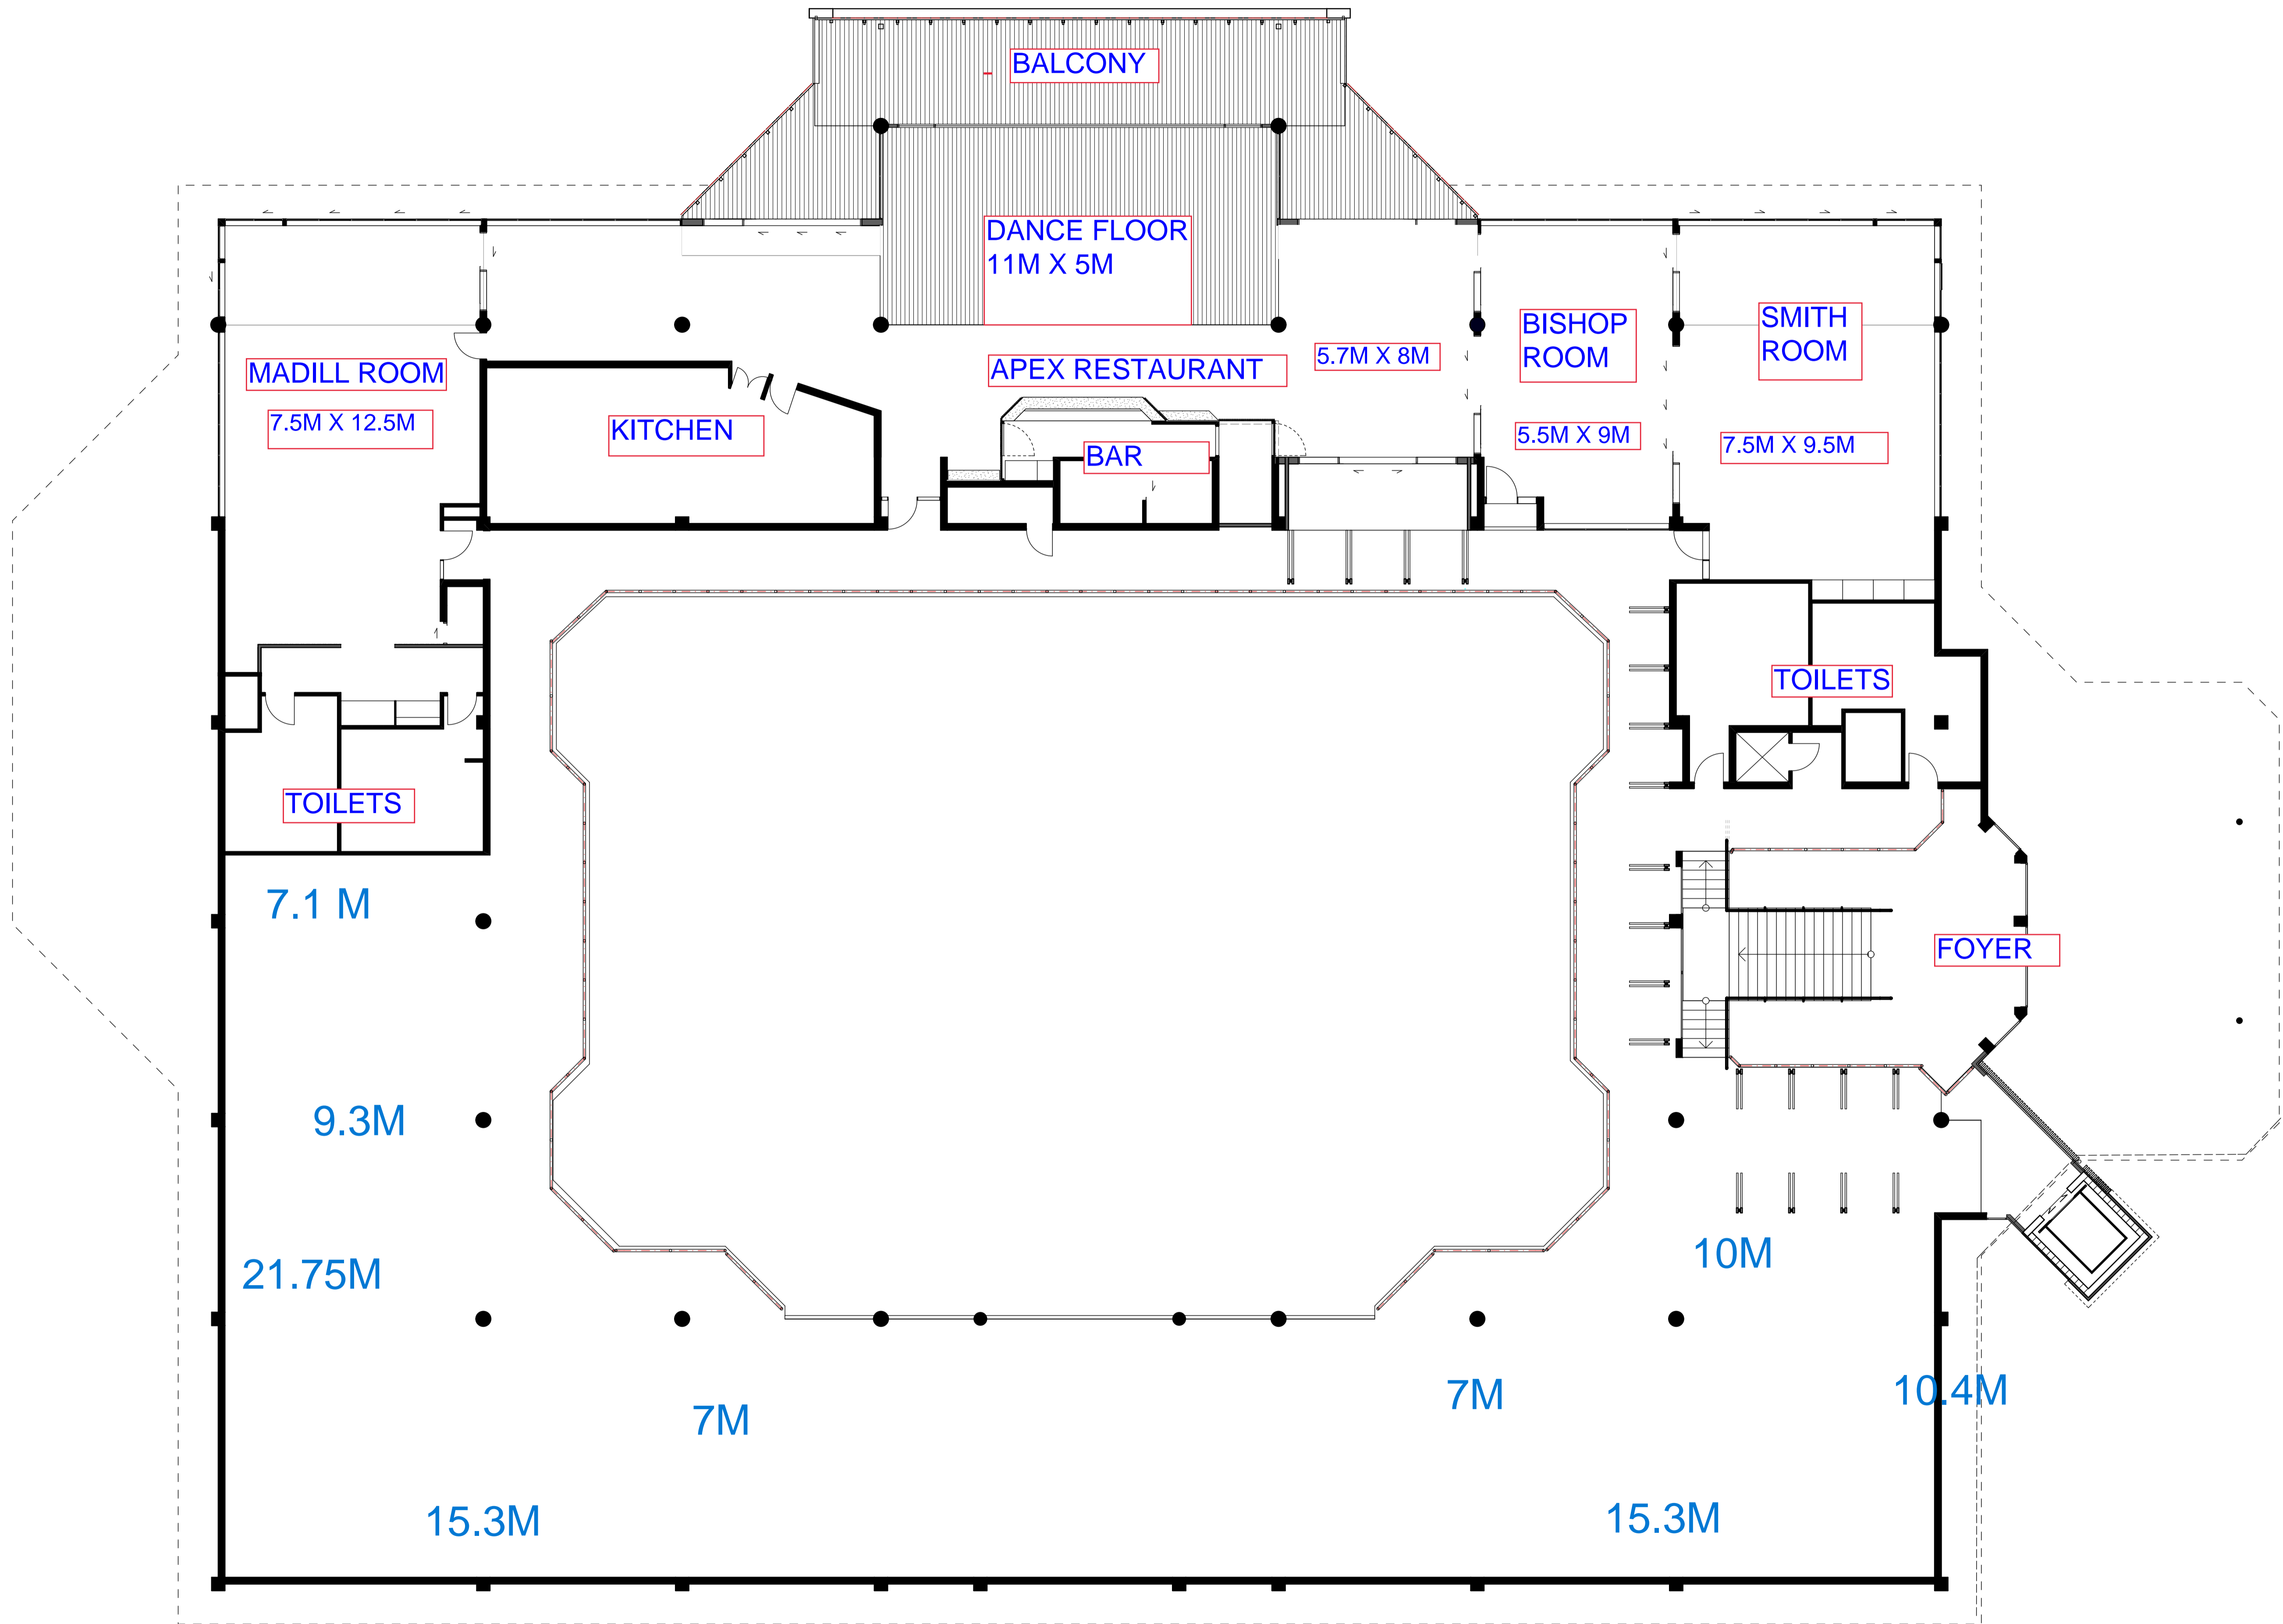 BALCONY
DANCE FLOOR
11M X 5M
BISHOP
ROOM
SMITH
ROOM
MADILL ROOM
APEX RESTAURANT
5.7M X 8M
7.5M X 12.5M
KITCHEN
BAR
5.5M X 9M
7.5M X 9.5M
TOILETS
TOILETS
7.1 M
FOYER
9.3M
21.75M
10M
7M
7M
10.4M
15.3M
15.3M